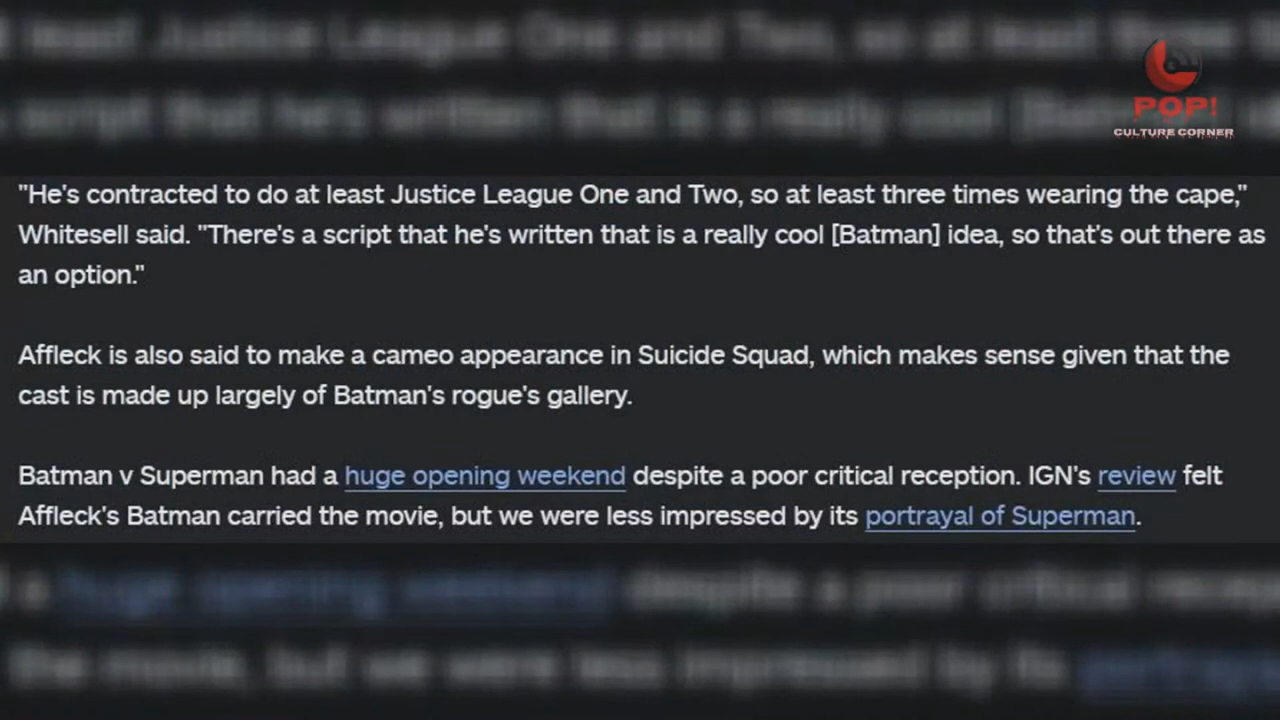 POP!
CULTURE CORNER
"He's contracted to do at least Justice League One and Two, so at least three times wearing the cape,"
Whitesell said. "There's a script that he's written that is a really cool [Batman] idea, so that's out there as
an option."
Affleck is also said to make a cameo appearance in Suicide Squad, which makes sense given that the
cast is made up largely of Batman's rogue's gallery.
Batman v Superman had a huge opening weekend despite a poor critical reception. IGN's review felt
Affleck's Batman carried the movie, but we were less impressed by its portrayal of Superman.